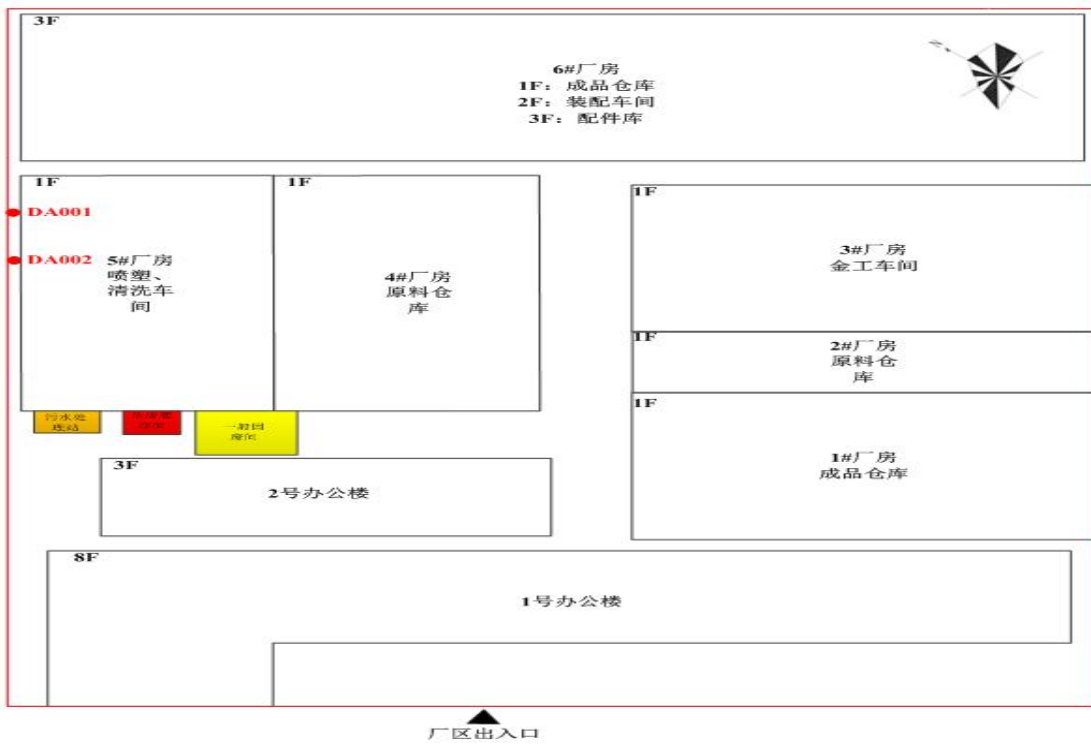 3F
6#厂房
1F：成品仓库
2F：装配车间
3F：配件库
N
1F
1F
1F
DA001
DA002
5#厂房
喷塑、
清洗车
间
4#厂房
原料仓
库
3#厂房
金工车间
1F
2#厂房
原料仓
库
1F
1#厂房
成品仓库
污水处
理站
一般固
废间
3F
2号办公楼
8F
1号办公楼
厂区出入口